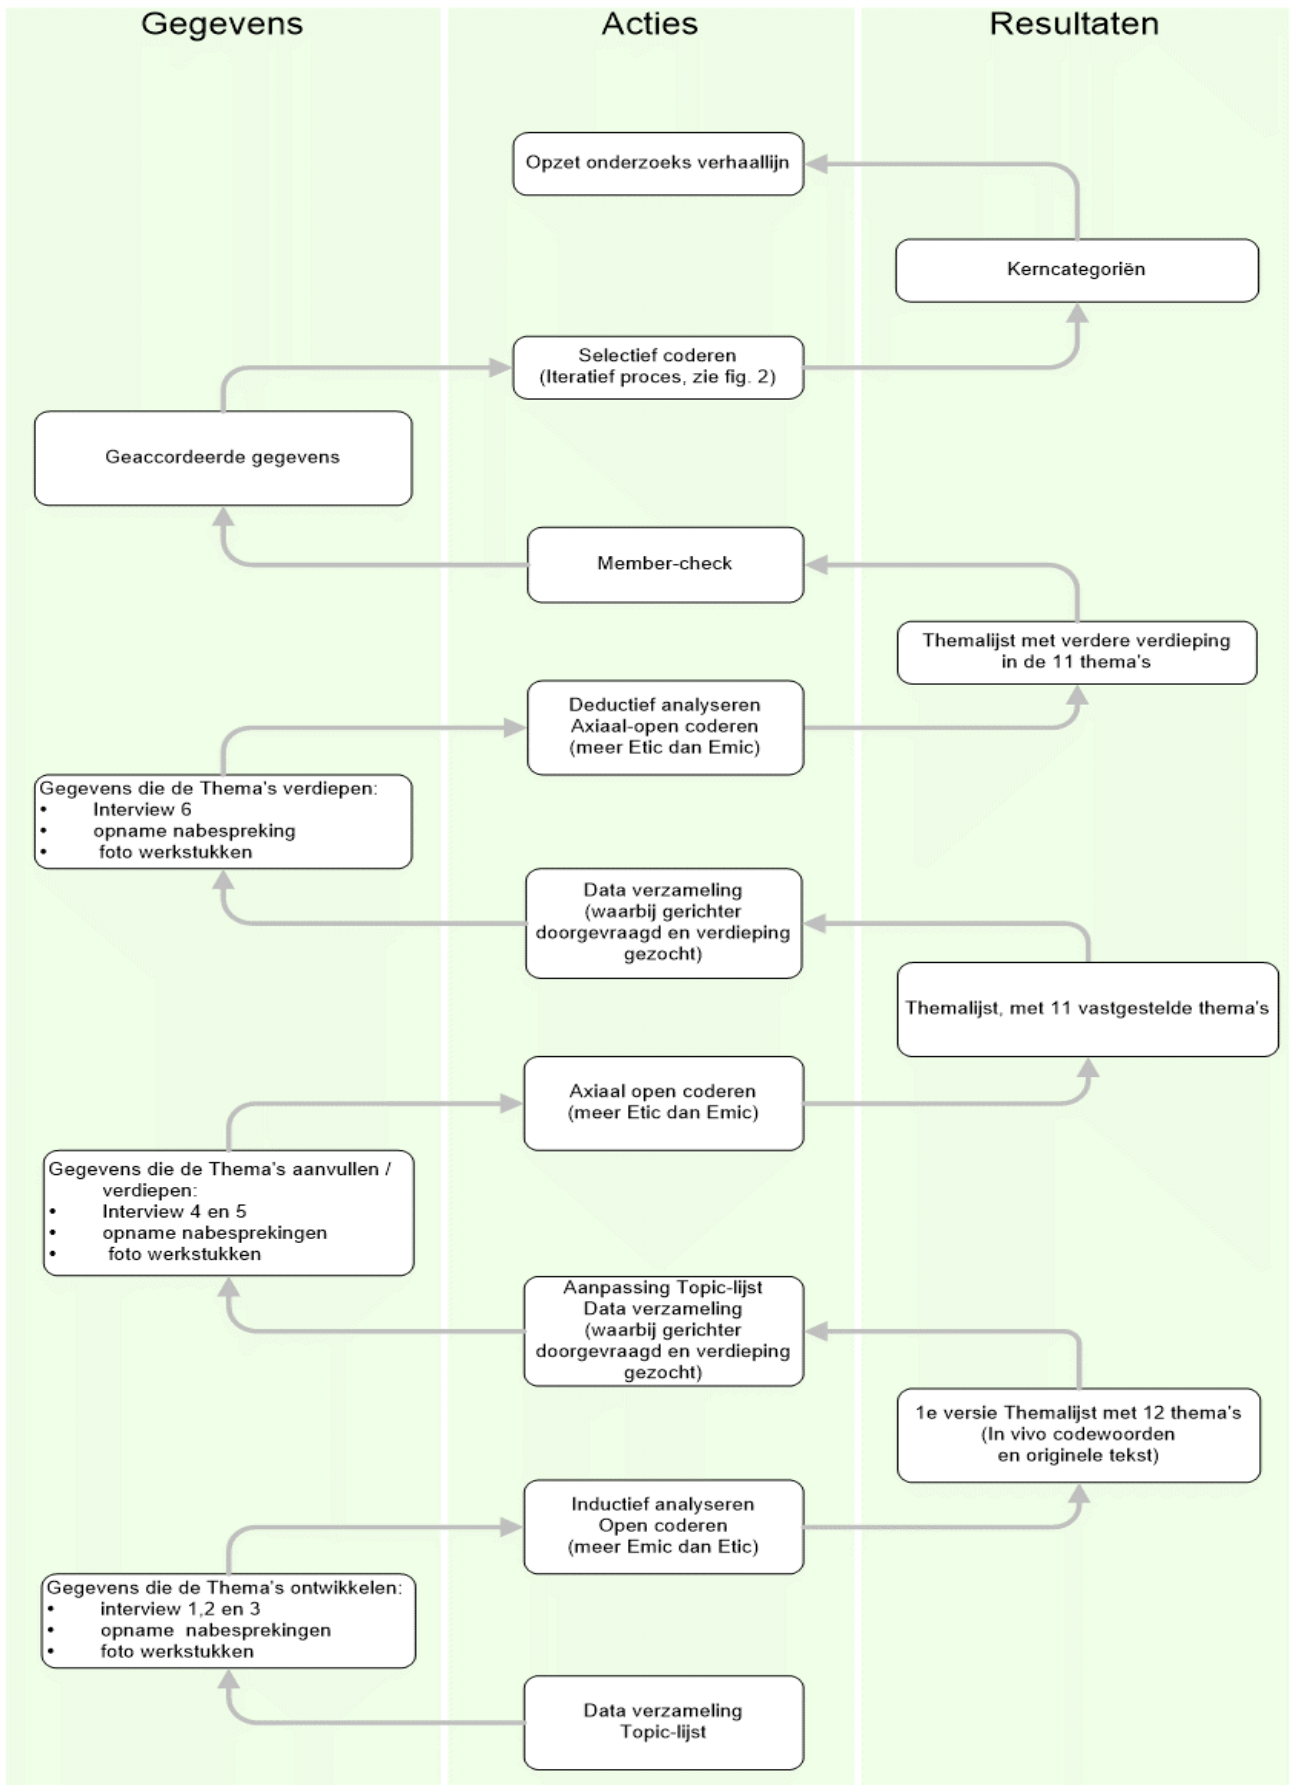 Gegevens
Acties
Resultaten
Opzet onderzoeks verhaallijn
Kerncategoriën
Selectief coderen
(Iteratief proces, zie fig. 2)
Geaccordeerde gegevens
Member-check
Themalijst met verdere verdieping
in de 11 thema's
Deductief analyseren
Axiaal-open coderen
(meer Etic dan Emic)
Gegevens die de Thema's verdiepen:
• Interview 6
• opname nabespreking
• foto werkstukken
Data verzameling
(waarbij gerichter
doorgevraagd en verdieping
gezocht)
Themalijst, met 11 vastgestelde thema's
Axiaal open coderen
(meer Etic dan Emic)
Gegevens die de Thema's aanvullen /
verdiepen:
• Interview 4 en 5
• opname nabesprekingen
• foto werkstukken
Aanpassing Topic-lijst
Data verzameling
(waarbij gerichter
doorgevraagd en verdieping
gezocht)
1e versie Themalijst met 12 thema's
(In vivo codewoorden
en originele tekst)
Inductief analyseren
Open coderen
(meer Emic dan Etic)
Gegevens die de Thema's ontwikkelen:
• interview 1,2 en 3
• opname nabesprekingen
• foto werkstukken
Data verzameling
Topic-lijst